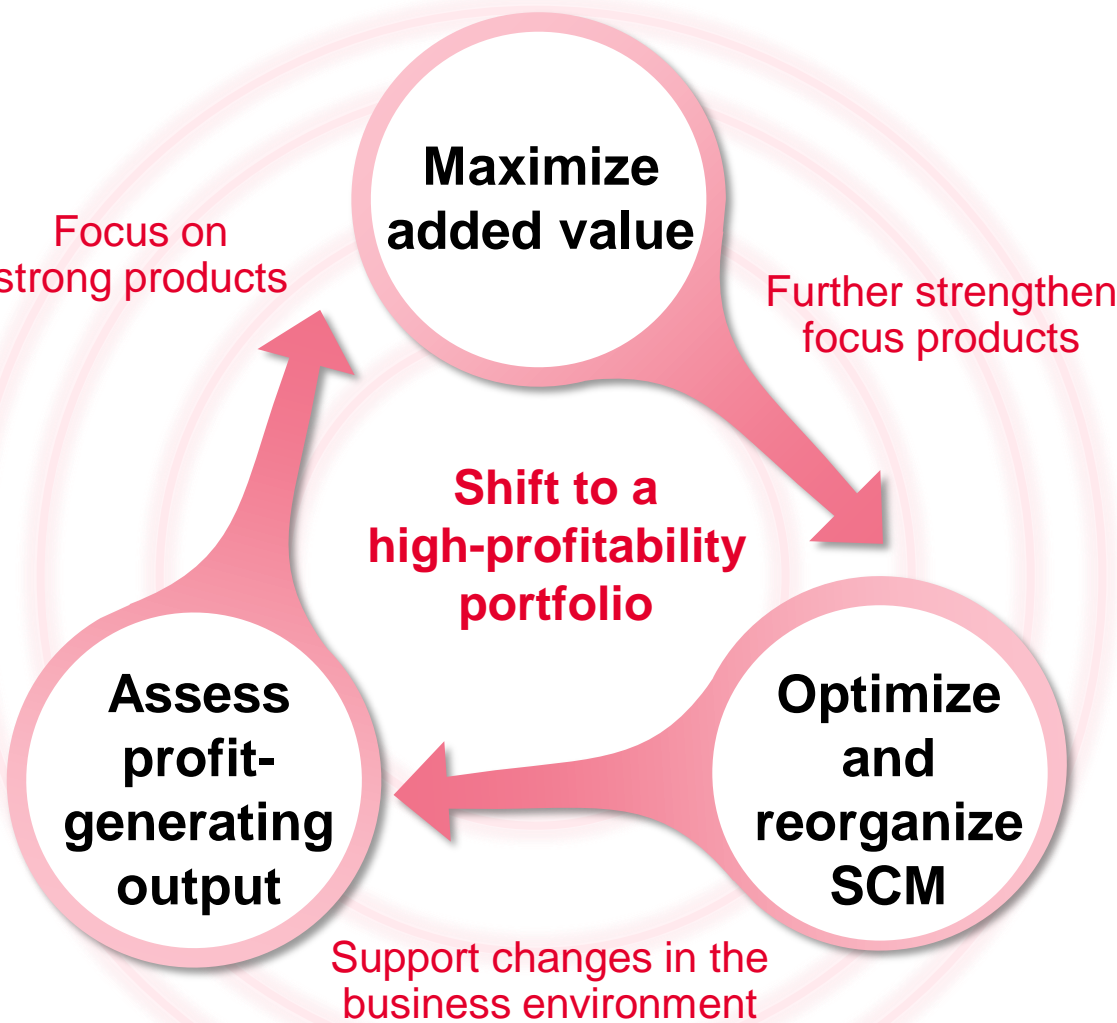 Maximize
added value
Focus on
strong products
Further strengthen
focus products
Shift to a
high-profitability
portfolio
Assess
profit-
generating
output
Optimize
and
reorganize
SCM
Support changes in the
business environment